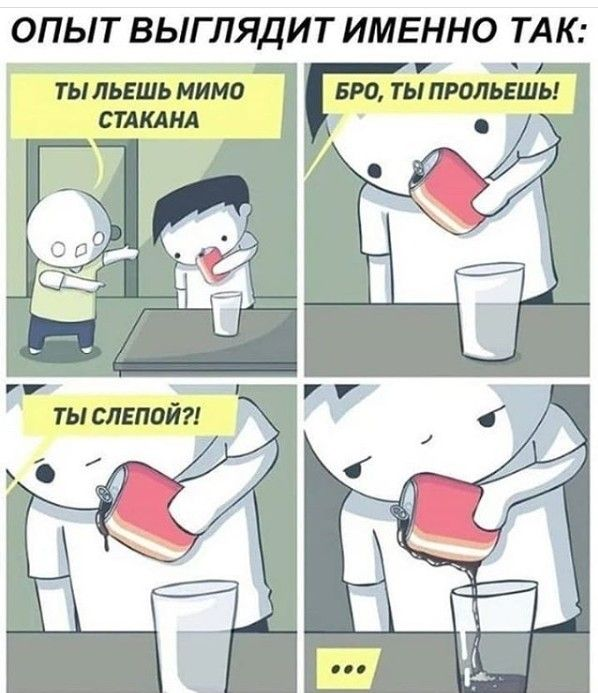 ОПЫТ ВЫГЛЯДИТ ИМЕННО ТАК:
ТЫ ЛЬЕШЬ МИМО
СТАКАНА
БРО, ТЫ ПРОЛЬЕШЬ!
ТЫ СЛЕПОЙ?!
...